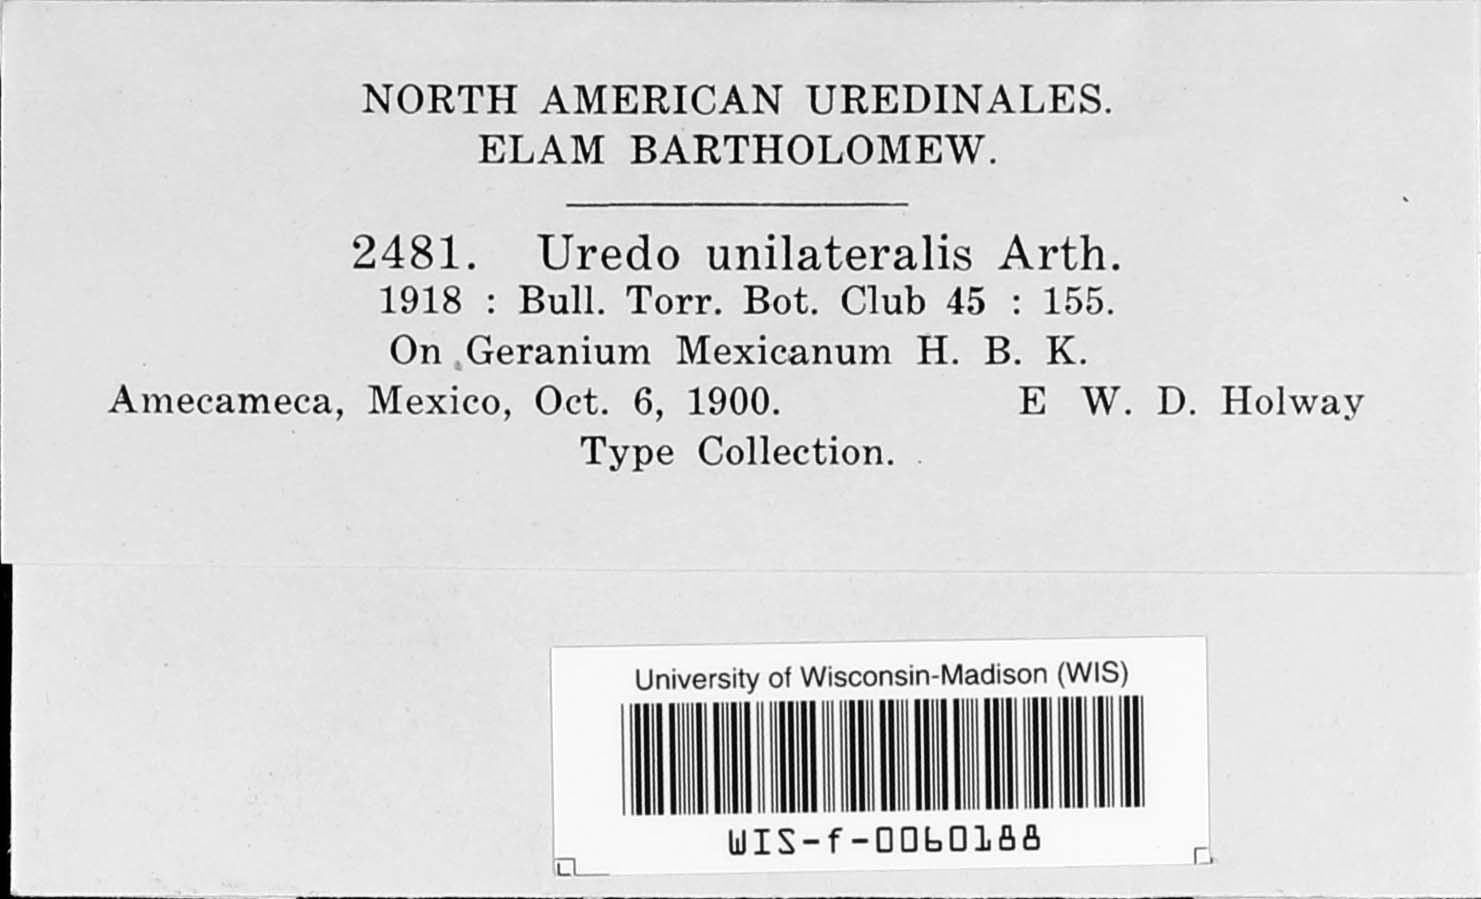 NORTH AMERICAN UREDINALES.
ELAM BARTHOLOMEW.
2481. Uredo unilateralis Arth.
1918 : Bull. Torr. Bot. Club 45 : 155.
On Geranium Mexicanum H. B. K.
Amecameca, Mexico, Oct. 6, 1900. E W. D. Holway
Type Collection.
University of Wisconsin-Madison (WIS)
WIS-f-0060188